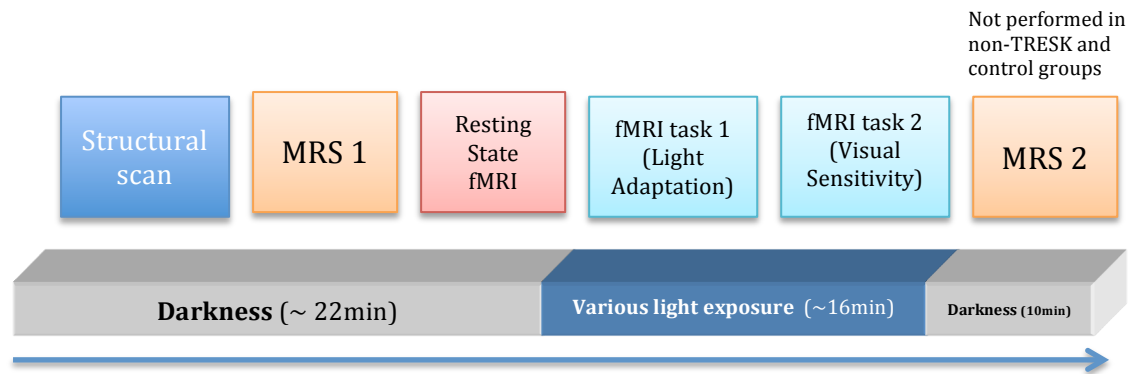 Not performed in
non-TRESK and
control groups
Structural
scan
MRS 1
Resting
State
fMRI
fMRI task 1
(Light
Adaptation)
fMRI task 2
(Visual
Sensitivity)
MRS 2
Darkness (~ 22min)
Various light exposure (~16min)
Darkness (10min)